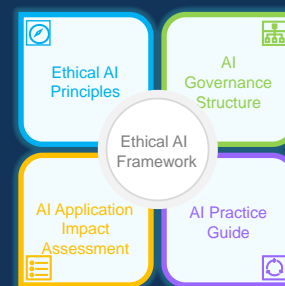 Ethical AI
Principles
AI
Governance
Structure
Ethical AI
Framework
AI Application
Impact
Assessment
AI Practice
Guide